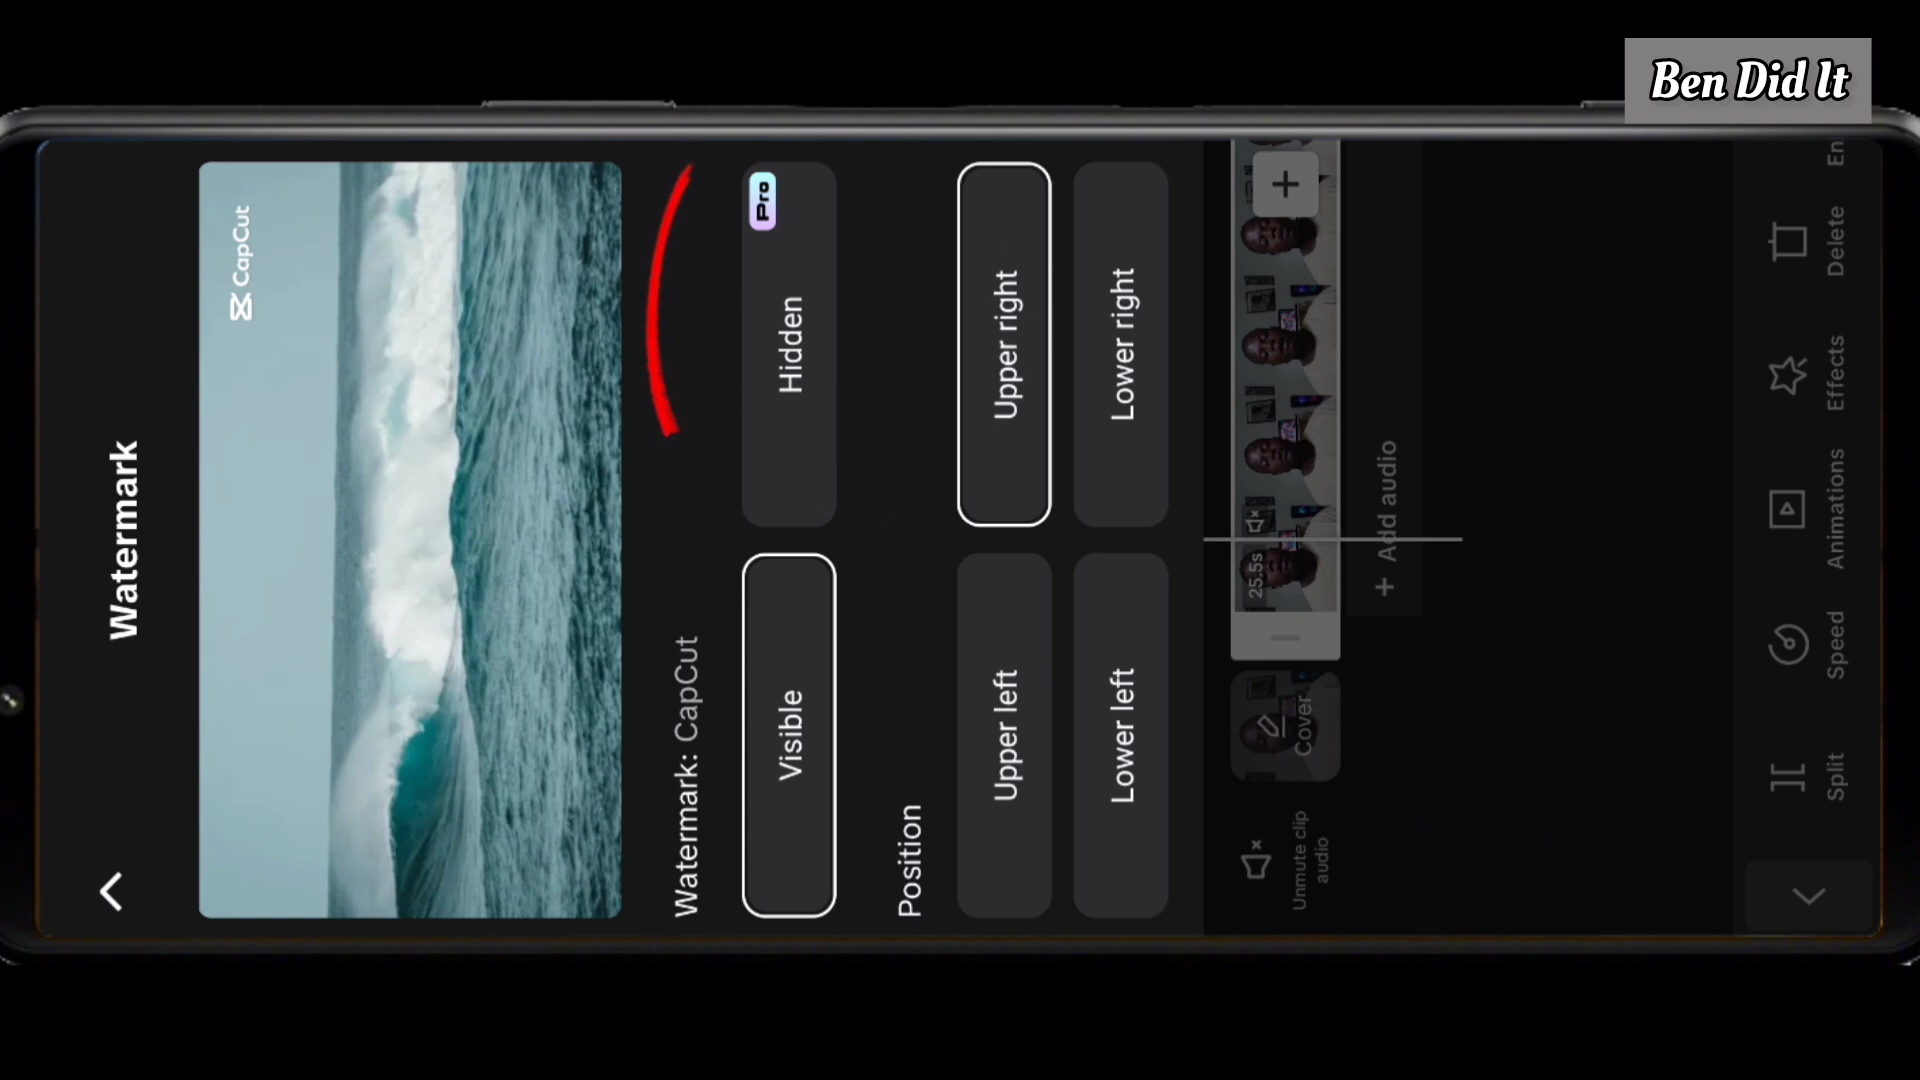 Ben Did It
Watermark
CapCut
Watermark: CapCut
Visible
Hidden
Pro
Position
Upper left
Upper right
Lower left
Lower right
25.5s
Cover
Unmute clip
audio
+ Add audio
Split
Speed
Animations
Effects
Delete
En